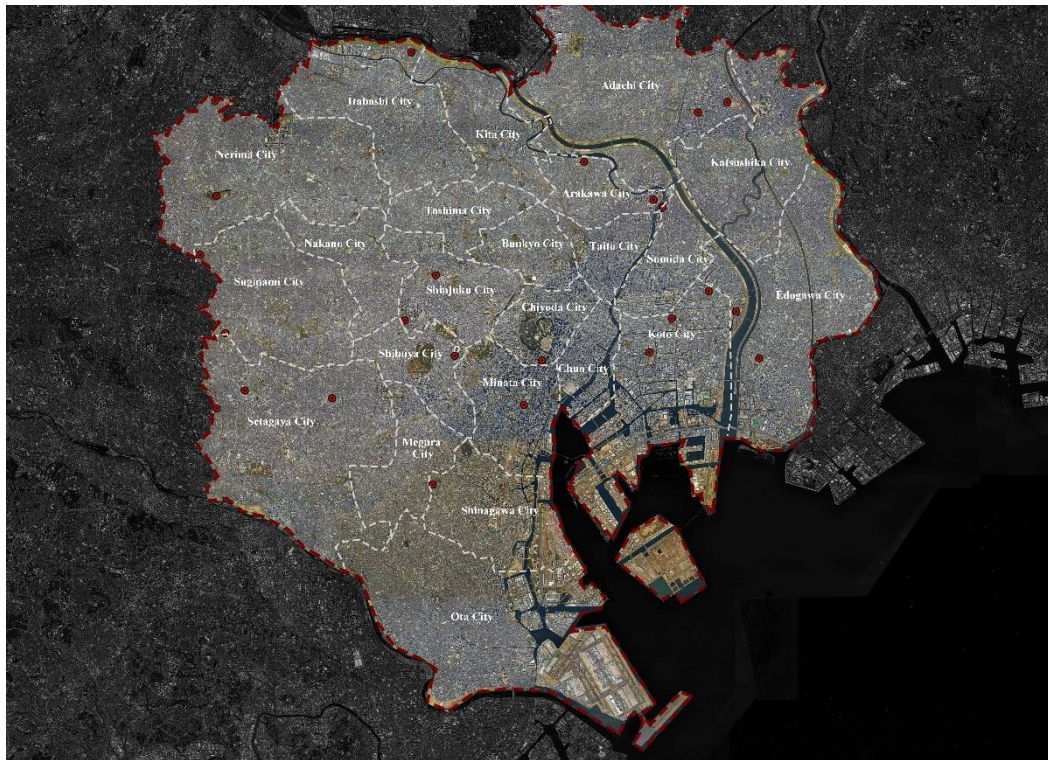 Adachi City
Itabashi City
Kita City
Nerima City
Katsushika City
Arakawa City
Toshima City
Nakano City
Bunkyo City
Taito City
Sumida City
Suginami City
Shinjuku City
Edogawa City
Chiyoda City
Koto City
Shibuya City
Chuo City
Minata City
Setagaya City
Megura
City
Shinagawa City
Ota City